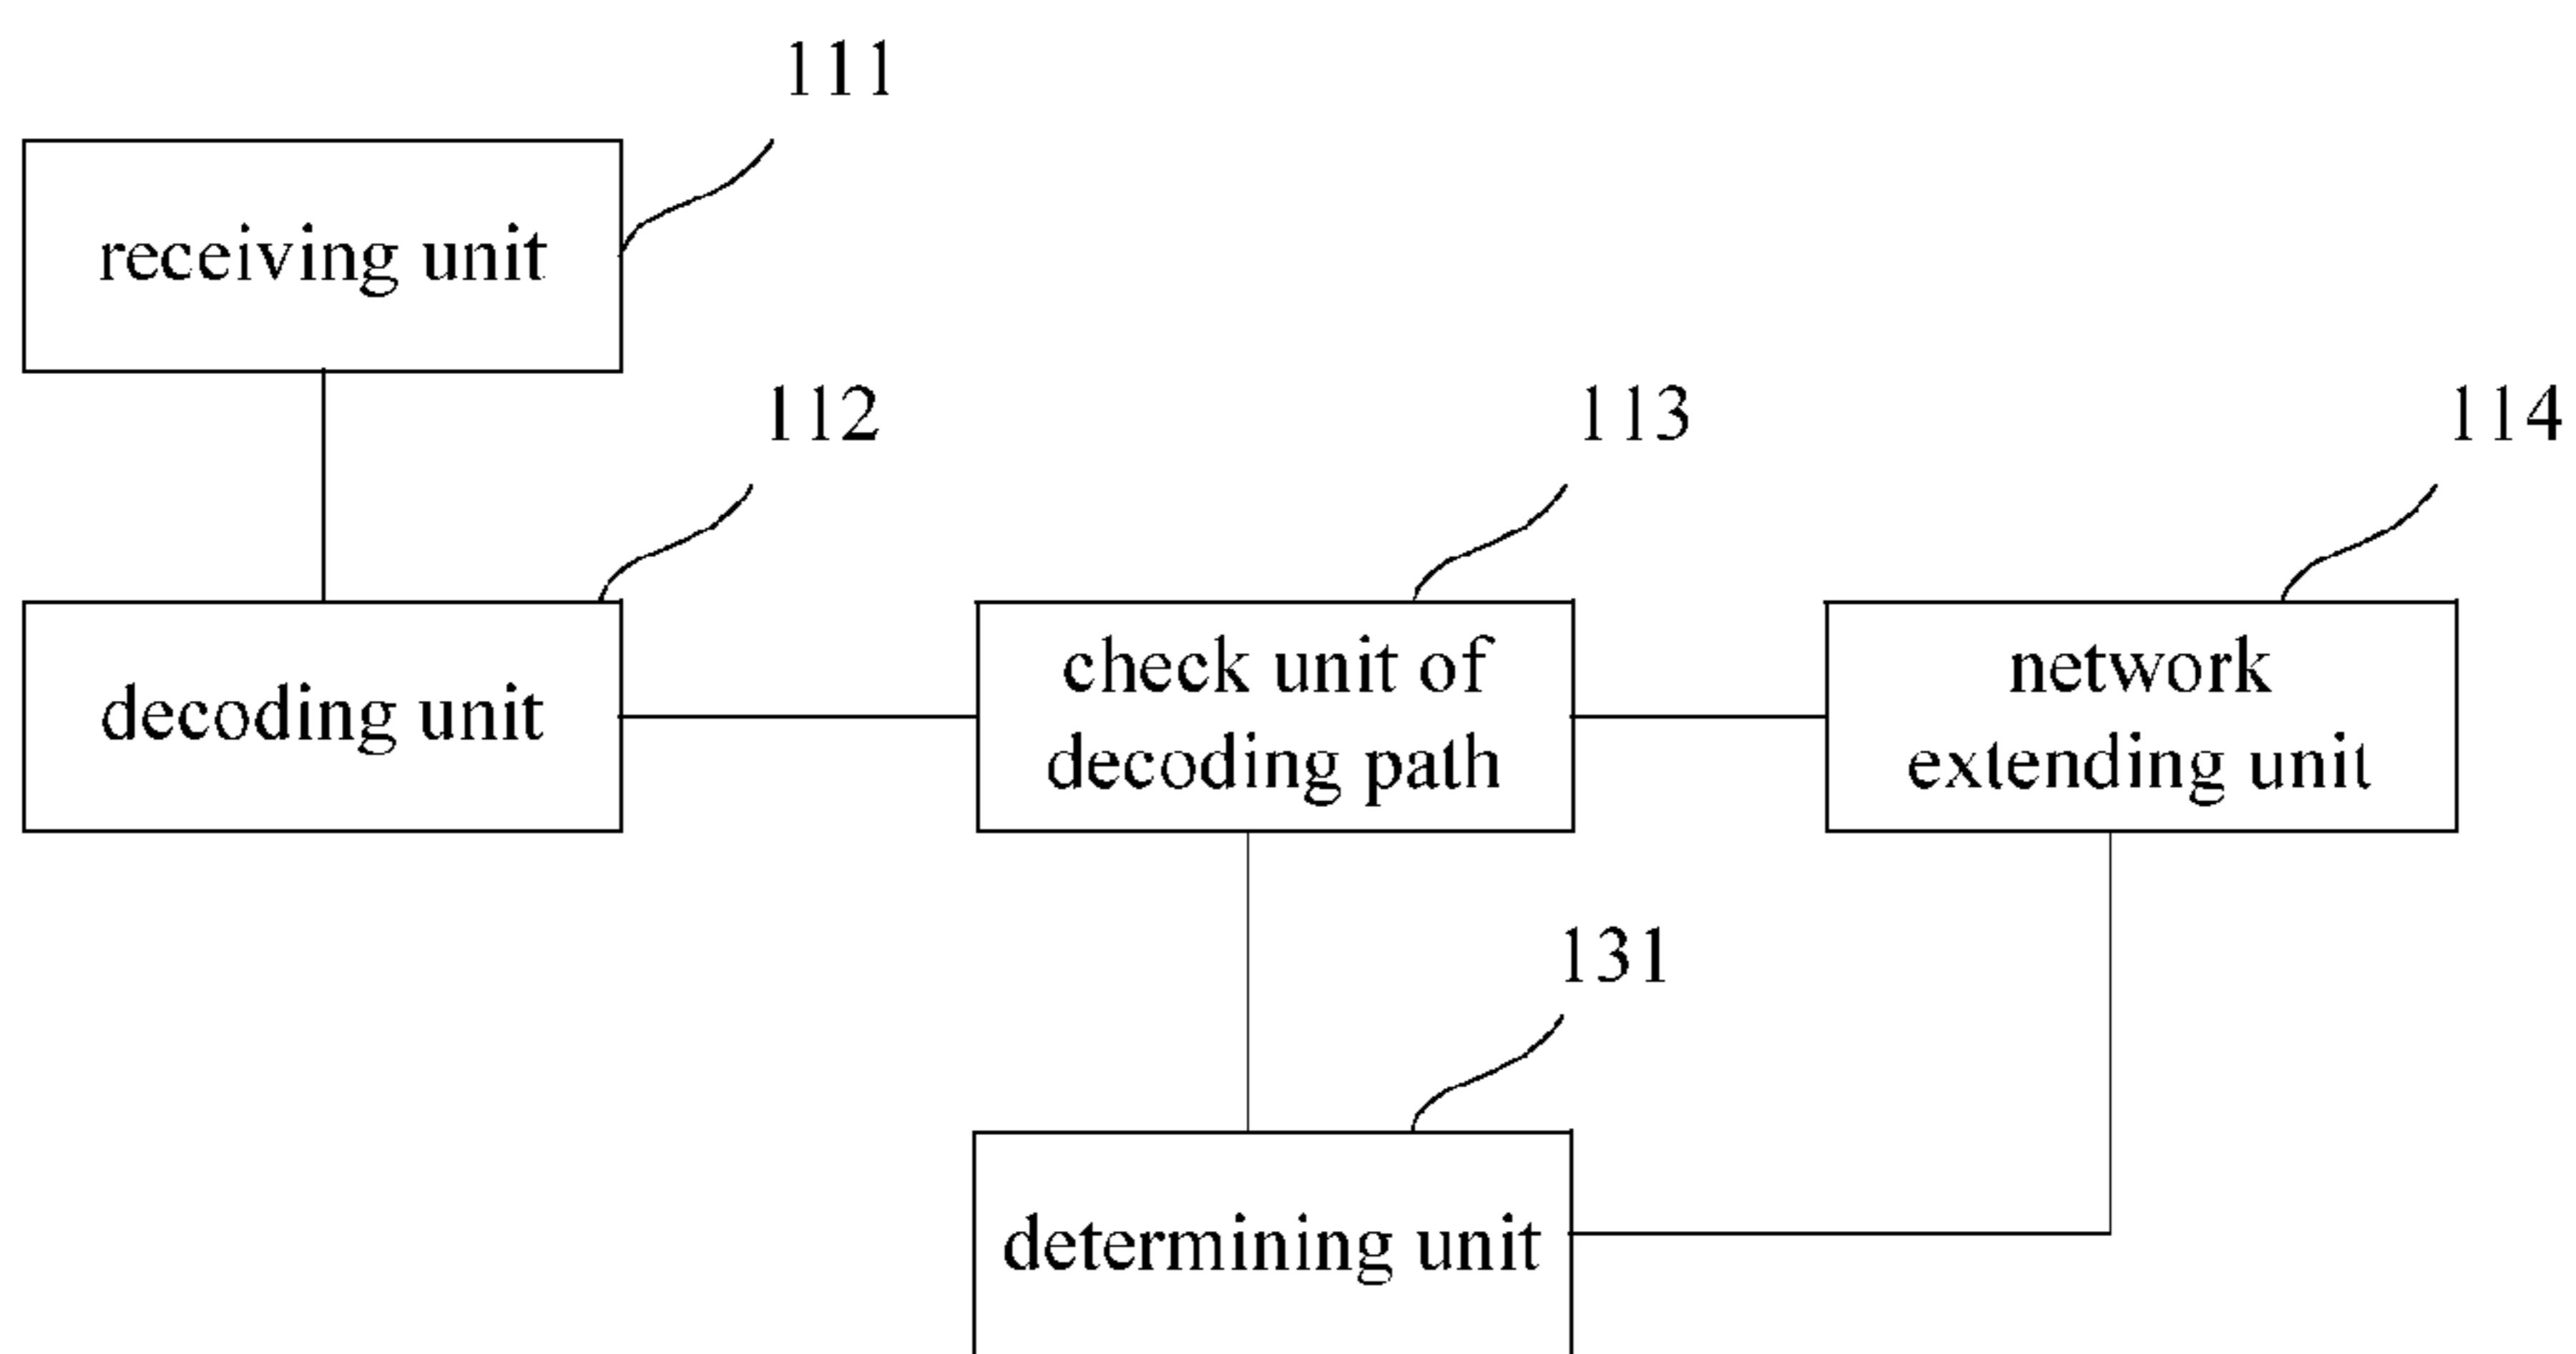 111
receiving unit
112
113
114
decoding unit
check unit of
decoding path
network
extending unit
131
determining unit